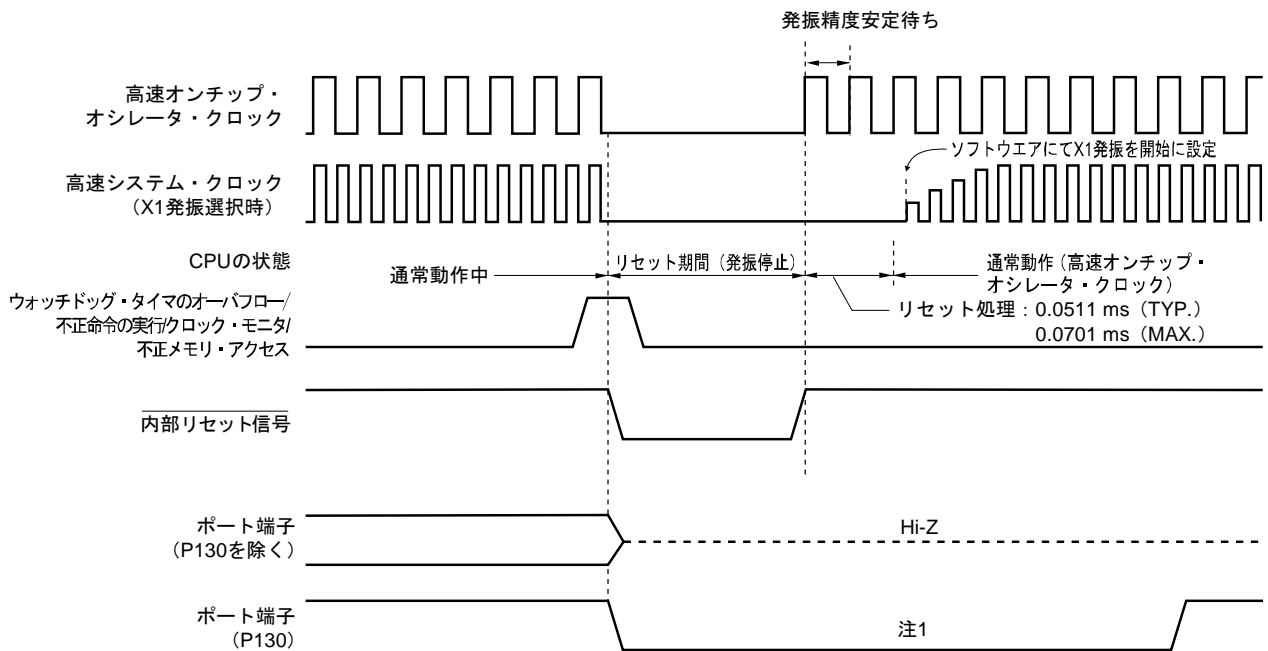 発振精度安定待ち
高速オンチップ・
オシレータ・クロック
ソフトウエアにてX1発振を開始に設定
高速システム・クロック
（X1発振選択時）
CPUの状態
通常動作中
リセット期間（発振停止）
通常動作（高速オンチップ・
オシレータ・クロック）
リセット処理：0.0511 ms（TYP.）
0.0701 ms（MAX.）
ウォッチドッグ・タイマのオーバフロー/
不正命令の実行/クロック・モニタ/
不正メモリ・アクセス
内部リセット信号
ポート端子
（P130を除く）
Hi-Z
ポート端子
（P130）
注1